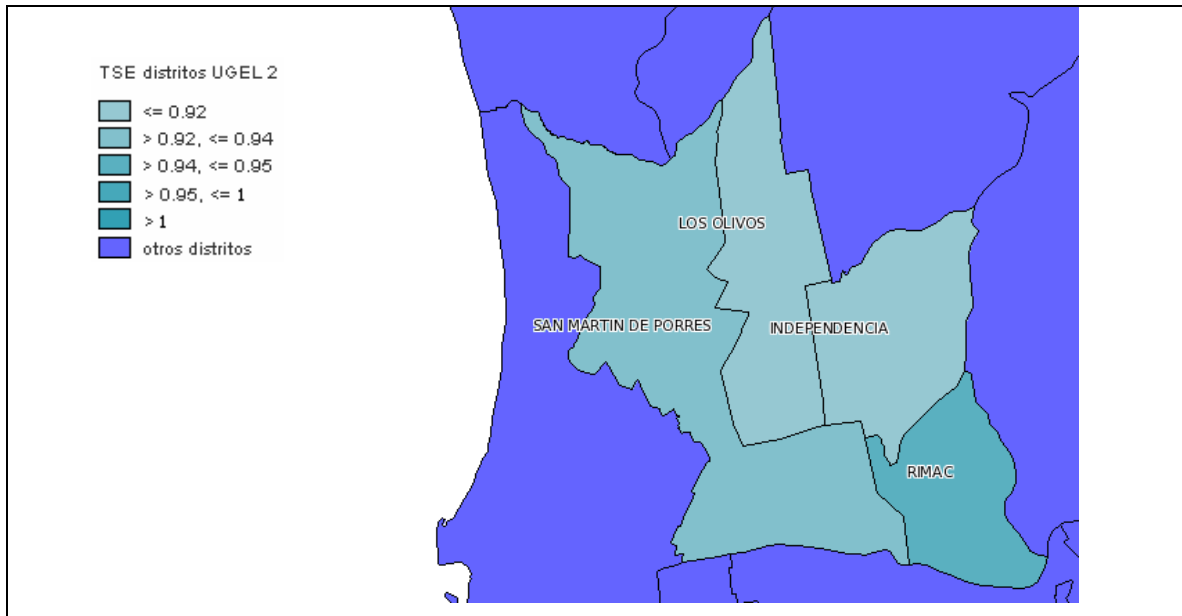 TSE distritos UGEL 2
<= 0.92
> 0.92, <= 0.94
> 0.94, <= 0.95
> 0.95, <= 1
> 1
otros distritos
LOS OLIVOS
SAN MARTIN DE PORRES
INDEPENDENCIA
RIMAC